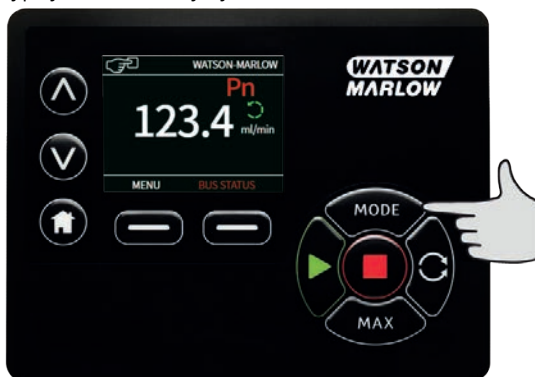 WATSON-MARLOW
Pn
123.4 ml/min
MENU BUS STATUS
WATSON
MARLOW
MODE
MAX